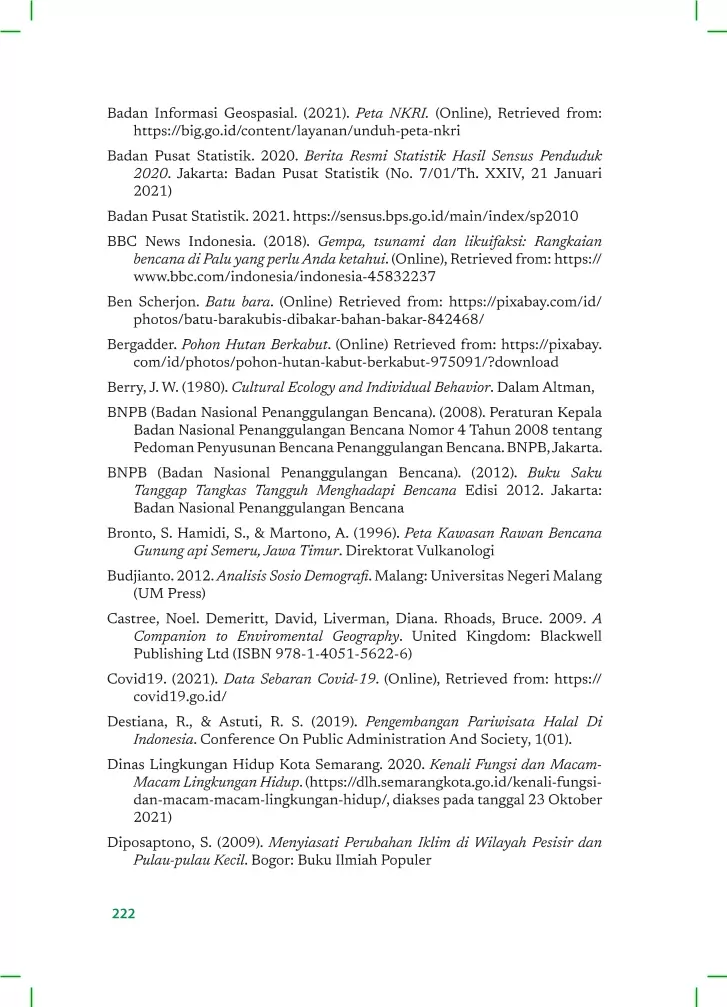 Badan Informasi Geospasial. (2021). Peta NKRI. (Online), Retrieved from:
https://big.go.id/content/layanan/unduh-peta-nkri
Badan Pusat Statistik. 2020. Berita Resmi Statistik Hasil Sensus Penduduk
2020. Jakarta: Badan Pusat Statistik (No. 7/01/Th. XXIV, 21 Januari
2021)
Badan Pusat Statistik. 2021. https://sensus.bps.go.id/main/index/sp2010
BBC News Indonesia. (2018). Gempa, tsunami dan likuifaksi: Rangkaian
bencana di Palu yang perlu Anda ketahui. (Online), Retrieved from: https://
www.bbc.com/indonesia/indonesia-45832237
Ben Scherjon. Batu bara. (Online) Retrieved from: https://pixabay.com/id/
photos/batu-barakubis-dibakar-bahan-bakar-842468/
Bergadder. Pohon Hutan Berkabut. (Online) Retrieved from: https://pixabay.
com/id/photos/pohon-hutan-kabut-berkabut-975091/?download
Berry, J. W. (1980). Cultural Ecology and Individual Behavior. Dalam Altman,
BNPB (Badan Nasional Penanggulangan Bencana). (2008). Peraturan Kepala
Badan Nasional Penanggulangan Bencana Nomor 4 Tahun 2008 tentang
Pedoman Penyusunan Bencana Penanggulangan Bencana. BNPB, Jakarta.
BNPB (Badan Nasional Penanggulangan Bencana). (2012). Buku Saku
Tanggap Tangkas Tangguh Menghadapi Bencana Edisi 2012. Jakarta:
Badan Nasional Penanggulangan Bencana
Bronto, S. Hamidi, S., & Martono, A. (1996). Peta Kawasan Rawan Bencana
Gunung api Semeru, Jawa Timur. Direktorat Vulkanologi
Budjianto. 2012. Analisis Sosio Demografi. Malang: Universitas Negeri Malang
(UM Press)
Castree, Noel. Demeritt, David, Liverman, Diana. Rhoads, Bruce. 2009. A
Companion to Enviromental Geography. United Kingdom: Blackwell
Publishing Ltd (ISBN 978-1-4051-5622-6)
Covid19. (2021). Data Sebaran Covid-19. (Online), Retrieved from: https://
covid19.go.id/
Destiana, R., & Astuti, R. S. (2019). Pengembangan Pariwisata Halal Di
Indonesia. Conference On Public Administration And Society, 1(01).
Dinas Lingkungan Hidup Kota Semarang. 2020. Kenali Fungsi dan Macam-
Macam Lingkungan Hidup. (https://dlh.semarangkota.go.id/kenali-fungsi-
dan-macam-macam-lingkungan-hidup/, diakses pada tanggal 23 Oktober
2021)
Diposaptono, S. (2009). Menyiasati Perubahan Iklim di Wilayah Pesisir dan
Pulau-pulau Kecil. Bogor: Buku Ilmiah Populer
222